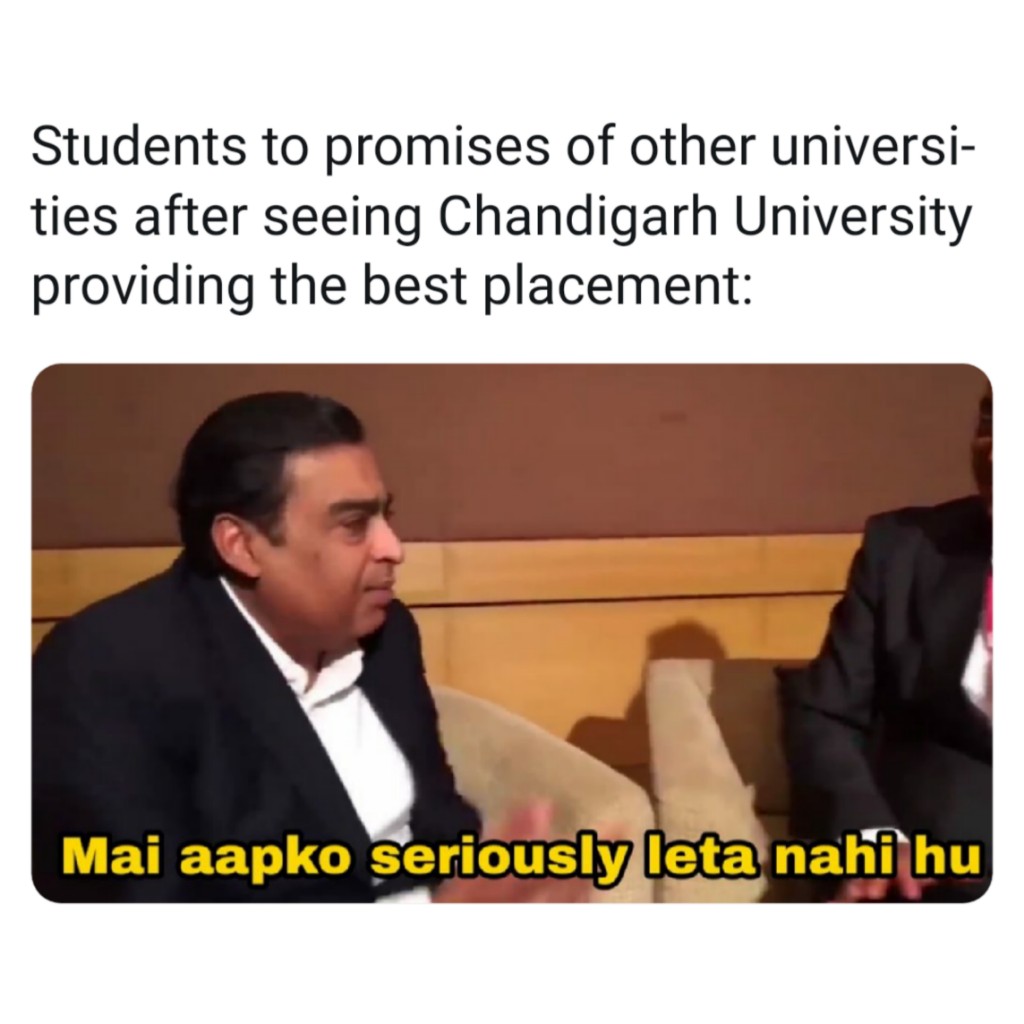 Students to promises of other universi-
ties after seeing Chandigarh University
providing the best placement:
Mai aapko seriously leta nahi hu